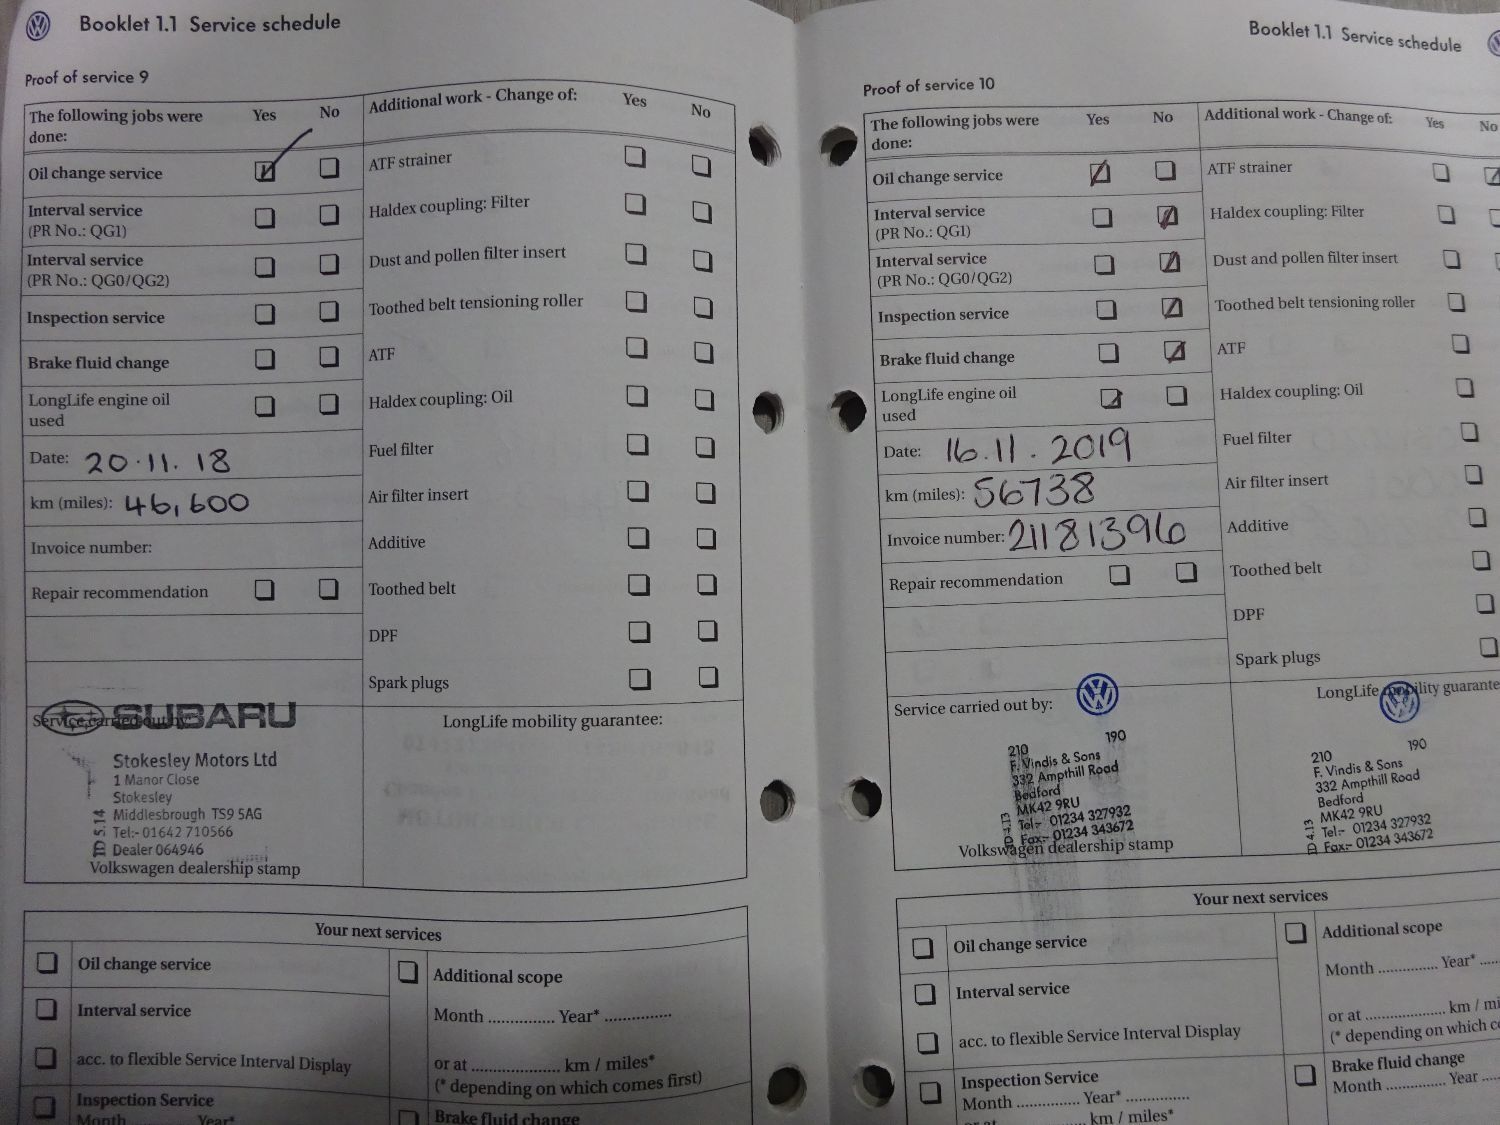 Booklet 1.1 Service schedule
Proof of service 9
The following jobs were done: Yes No
Additional work - Change of: Yes No
Oil change service
Interval service
(PR No.: QG1)
Interval service
(PR No.: QG0/QG2)
Inspection service
Brake fluid change
LongLife engine oil
used
Date: 20.11.18
km (miles): 46,600
Invoice number:
Repair recommendation
ATF strainer
Haldex coupling: Filter
Dust and pollen filter insert
Toothed belt tensioning roller
ATF
Haldex coupling: Oil
Fuel filter
Air filter insert
Additive
Toothed belt
DPF
Spark plugs
Service carried out by:
SUBARU
Stokesley Motors Ltd
1 Manor Close
Stokesley
Middlesbrough TS9 5AG
Tel:- 01642 710566
Dealer 064946
Volkswagen dealership stamp
LongLife mobility guarantee:
Your next services
Oil change service
Interval service
acc. to flexible Service Interval Display
Inspection Service
Month ............... Year*
Additional scope
Month ............... Year* ...............
or at .................... km / miles*
(* depending on which comes first)
Brake fluid change
Booklet 1.1 Service schedule
Proof of service 10
The following jobs were done: Yes No
Additional work - Change of: Yes No
Oil change service
Interval service
(PR No.: QG1)
Interval service
(PR No.: QG0/QG2)
Inspection service
Brake fluid change
LongLife engine oil
used
Date: 16.11.2019
km (miles): 56738
Invoice number: 21181396
Repair recommendation
ATF strainer
Haldex coupling: Filter
Dust and pollen filter insert
Toothed belt tensioning roller
ATF
Haldex coupling: Oil
Fuel filter
Air filter insert
Additive
Toothed belt
DPF
Spark plugs
Service carried out by:
210 190
F. Vindis & Sons
332 Ampthill Road
Bedford
MK42 9RU
Tel:- 01234 327932
Fax:- 01234 343672
Volkswagen dealership stamp
LongLife mobility guarante
210 190
F. Vindis & Sons
332 Ampthill Road
Bedford
MK42 9RU
Tel:- 01234 327932
Fax:- 01234 343672
Your next services
Oil change service
Interval service
acc. to flexible Service Interval Display
Inspection Service
Month ............... Year* ...............
km / miles*
Additional scope
Month ............... Year* .....
or at .................... km / mi
(* depending on which c
Brake fluid change
Month ............... Year ....